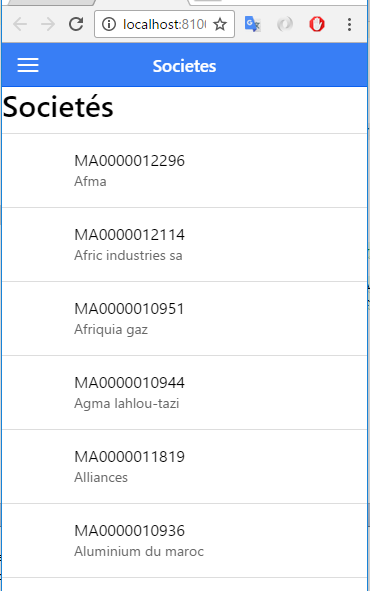 localhost:810
Societes
Societés
MA0000012296
Afma
MA0000012114
Afric industries sa
MA0000010951
Afriquia gaz
MA0000010944
Agma lahlou-tazi
MA0000011819
Alliances
MA0000010936
Aluminium du maroc